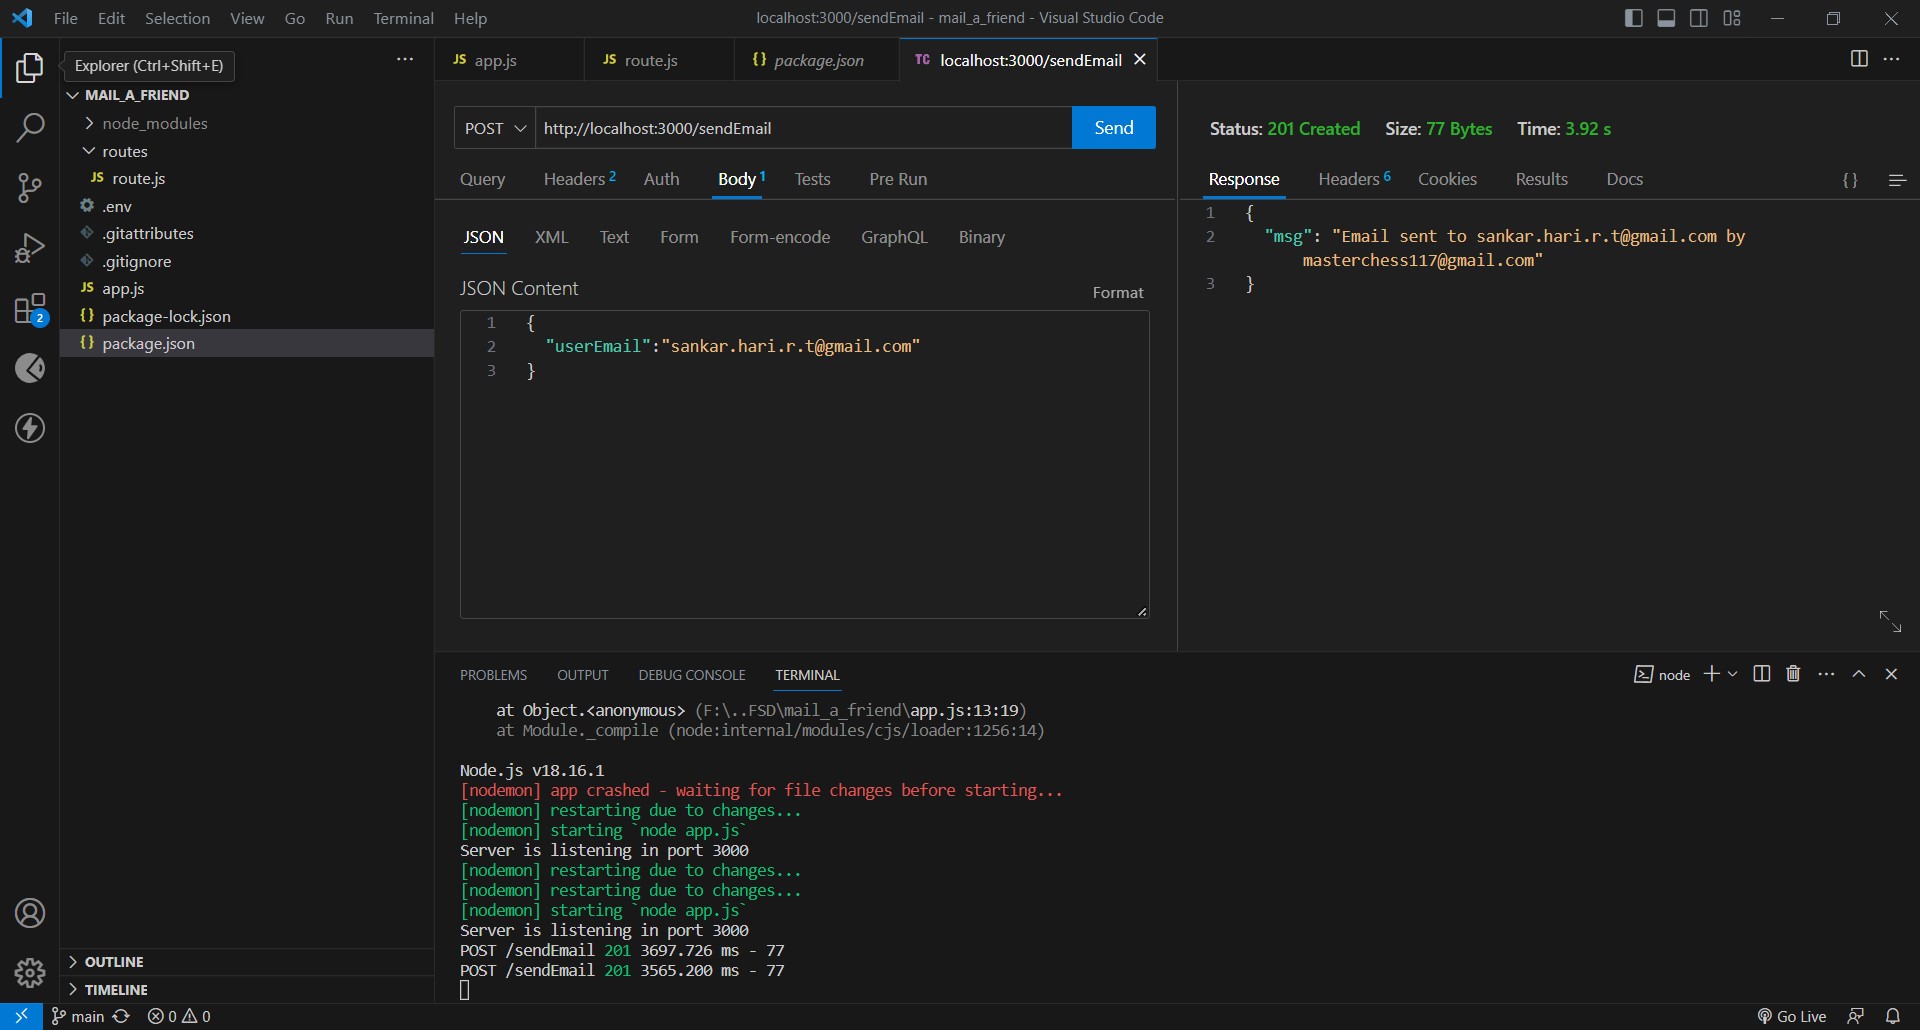 File Edit Selection View Go Run Terminal Help
localhost:3000/sendEmail - mail_a_friend - Visual Studio Code
Explorer (Ctrl+Shift+E)
MAIL_A_FRIEND
node_modules
routes
JS route.js
.env
.gitattributes
.gitignore
JS app.js
{} package-lock.json
{} package.json
2
OUTLINE
TIMELINE
JS app.js
JS route.js
{} package.json
TC localhost:3000/sendEmail
POST http://localhost:3000/sendEmail Send
Query Headers 2 Auth Body 1 Tests Pre Run
JSON XML Text Form Form-encode GraphQL Binary
JSON Content
Format
1 {
2 "userEmail":"sankar.hari.r.t@gmail.com"
3 }
Status: 201 Created Size: 77 Bytes Time: 3.92 s
Response Headers 6 Cookies Results Docs {}
1 {
2 "msg": "Email sent to sankar.hari.r.t@gmail.com by
masterchess117@gmail.com"
3 }
PROBLEMS OUTPUT DEBUG CONSOLE TERMINAL
node
at Object.<anonymous> (F:\..FSD\mail_a_friend\app.js:13:19)
at Module._compile (node:internal/modules/cjs/loader:1256:14)
Node.js v18.16.1
[nodemon] app crashed - waiting for file changes before starting...
[nodemon] restarting due to changes...
[nodemon] starting `node app.js`
Server is listening in port 3000
[nodemon] restarting due to changes...
[nodemon] restarting due to changes...
[nodemon] starting `node app.js`
Server is listening in port 3000
POST /sendEmail 201 3697.726 ms - 77
POST /sendEmail 201 3565.200 ms - 77
main 0 0
Go Live